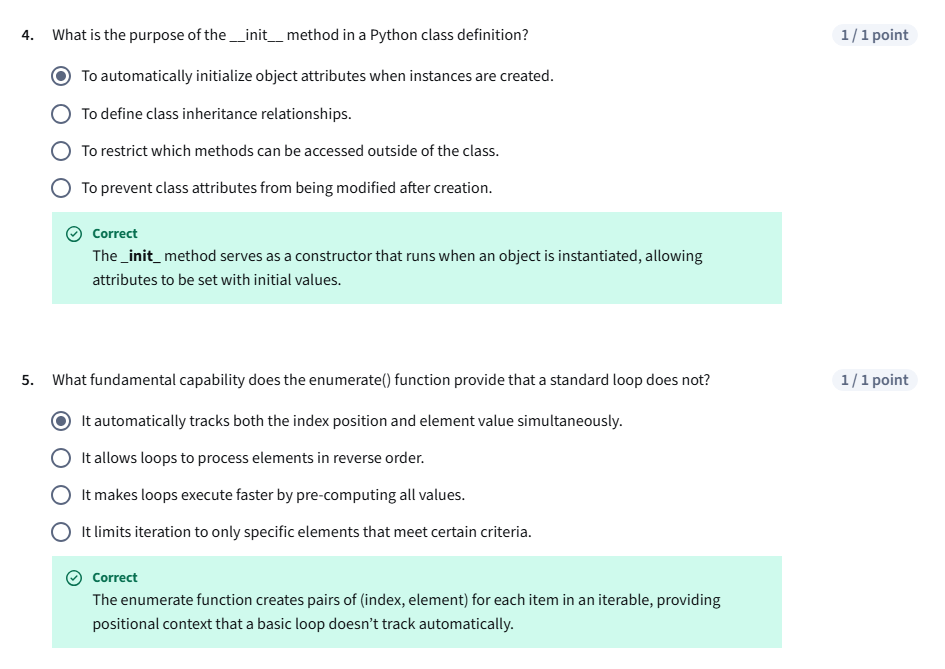 4. What is the purpose of the __init__ method in a Python class definition? 1 / 1 point
To automatically initialize object attributes when instances are created.
To define class inheritance relationships.
To restrict which methods can be accessed outside of the class.
To prevent class attributes from being modified after creation.
Correct
The _init_ method serves as a constructor that runs when an object is instantiated, allowing
attributes to be set with initial values.
5. What fundamental capability does the enumerate() function provide that a standard loop does not? 1 / 1 point
It automatically tracks both the index position and element value simultaneously.
It allows loops to process elements in reverse order.
It makes loops execute faster by pre-computing all values.
It limits iteration to only specific elements that meet certain criteria.
Correct
The enumerate function creates pairs of (index, element) for each item in an iterable, providing
positional context that a basic loop doesn’t track automatically.